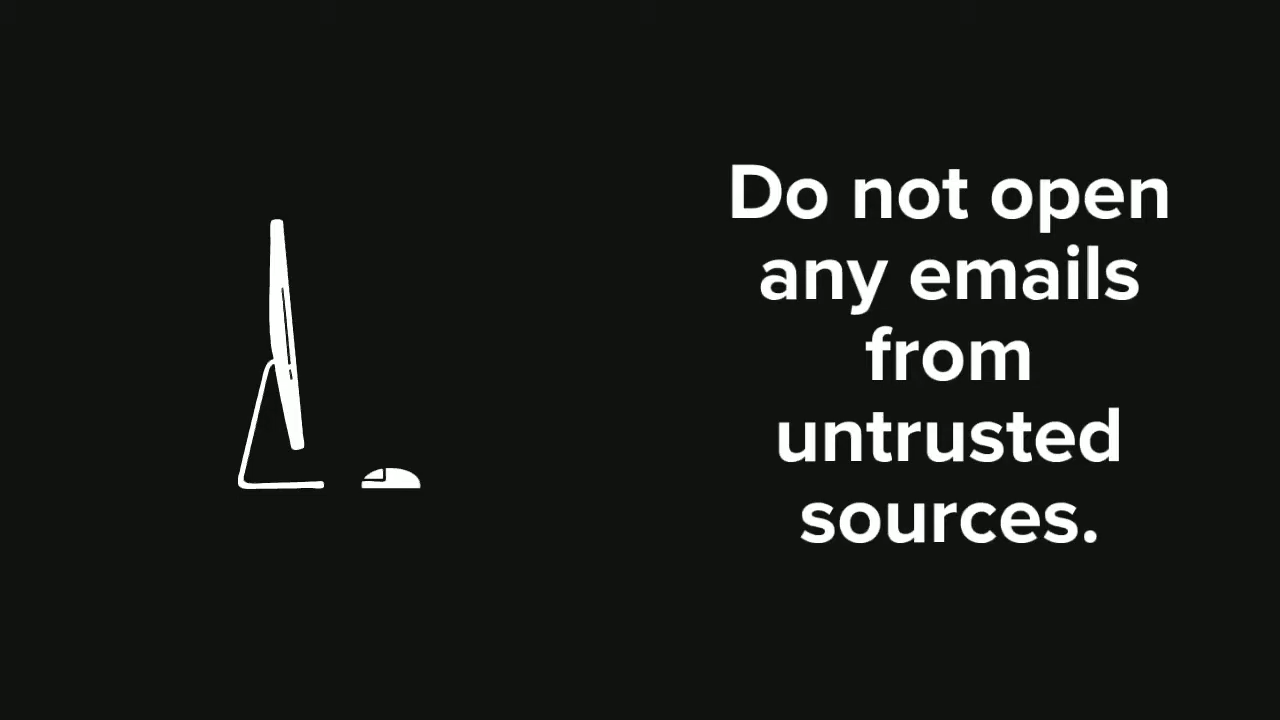 Do not open
any emails
from
untrusted
sources.